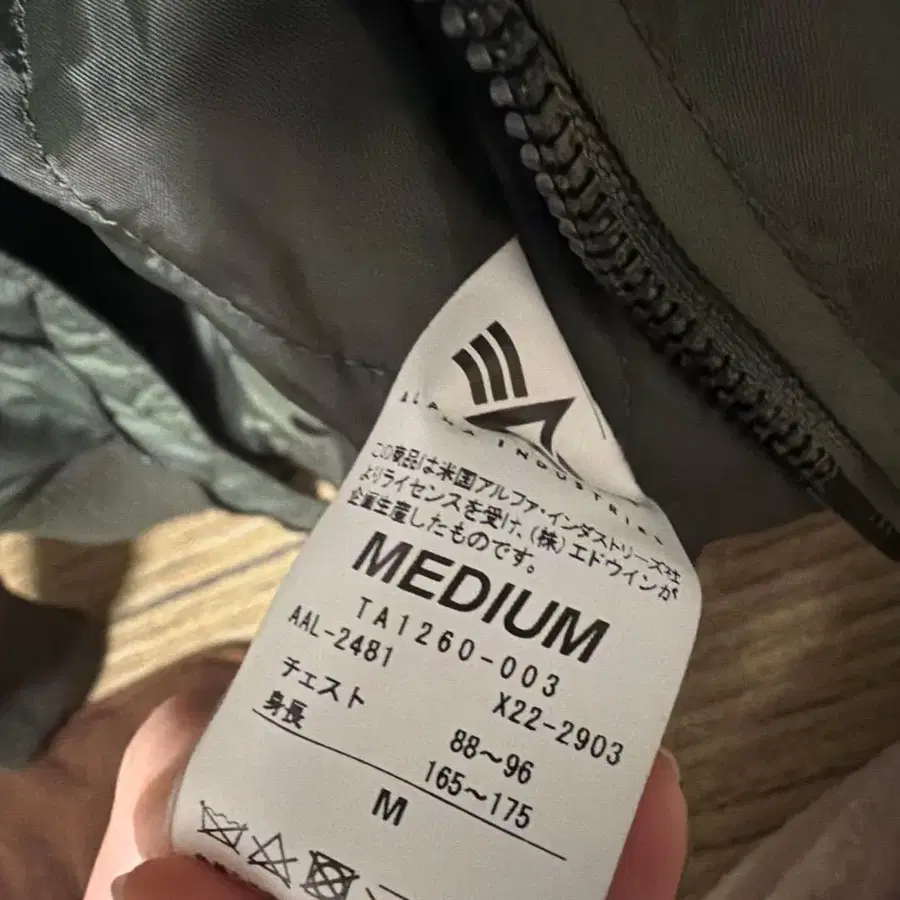 ALPHA INDUSTRIES
この商品は米国アルファ・インダストリーズ社
よりライセンスを受け、(株)エドウインが
企画生産したものです。
MEDIUM
TA1260-003
AAL-2481 X22-2903
チェスト 88~96
身長 165~175
M